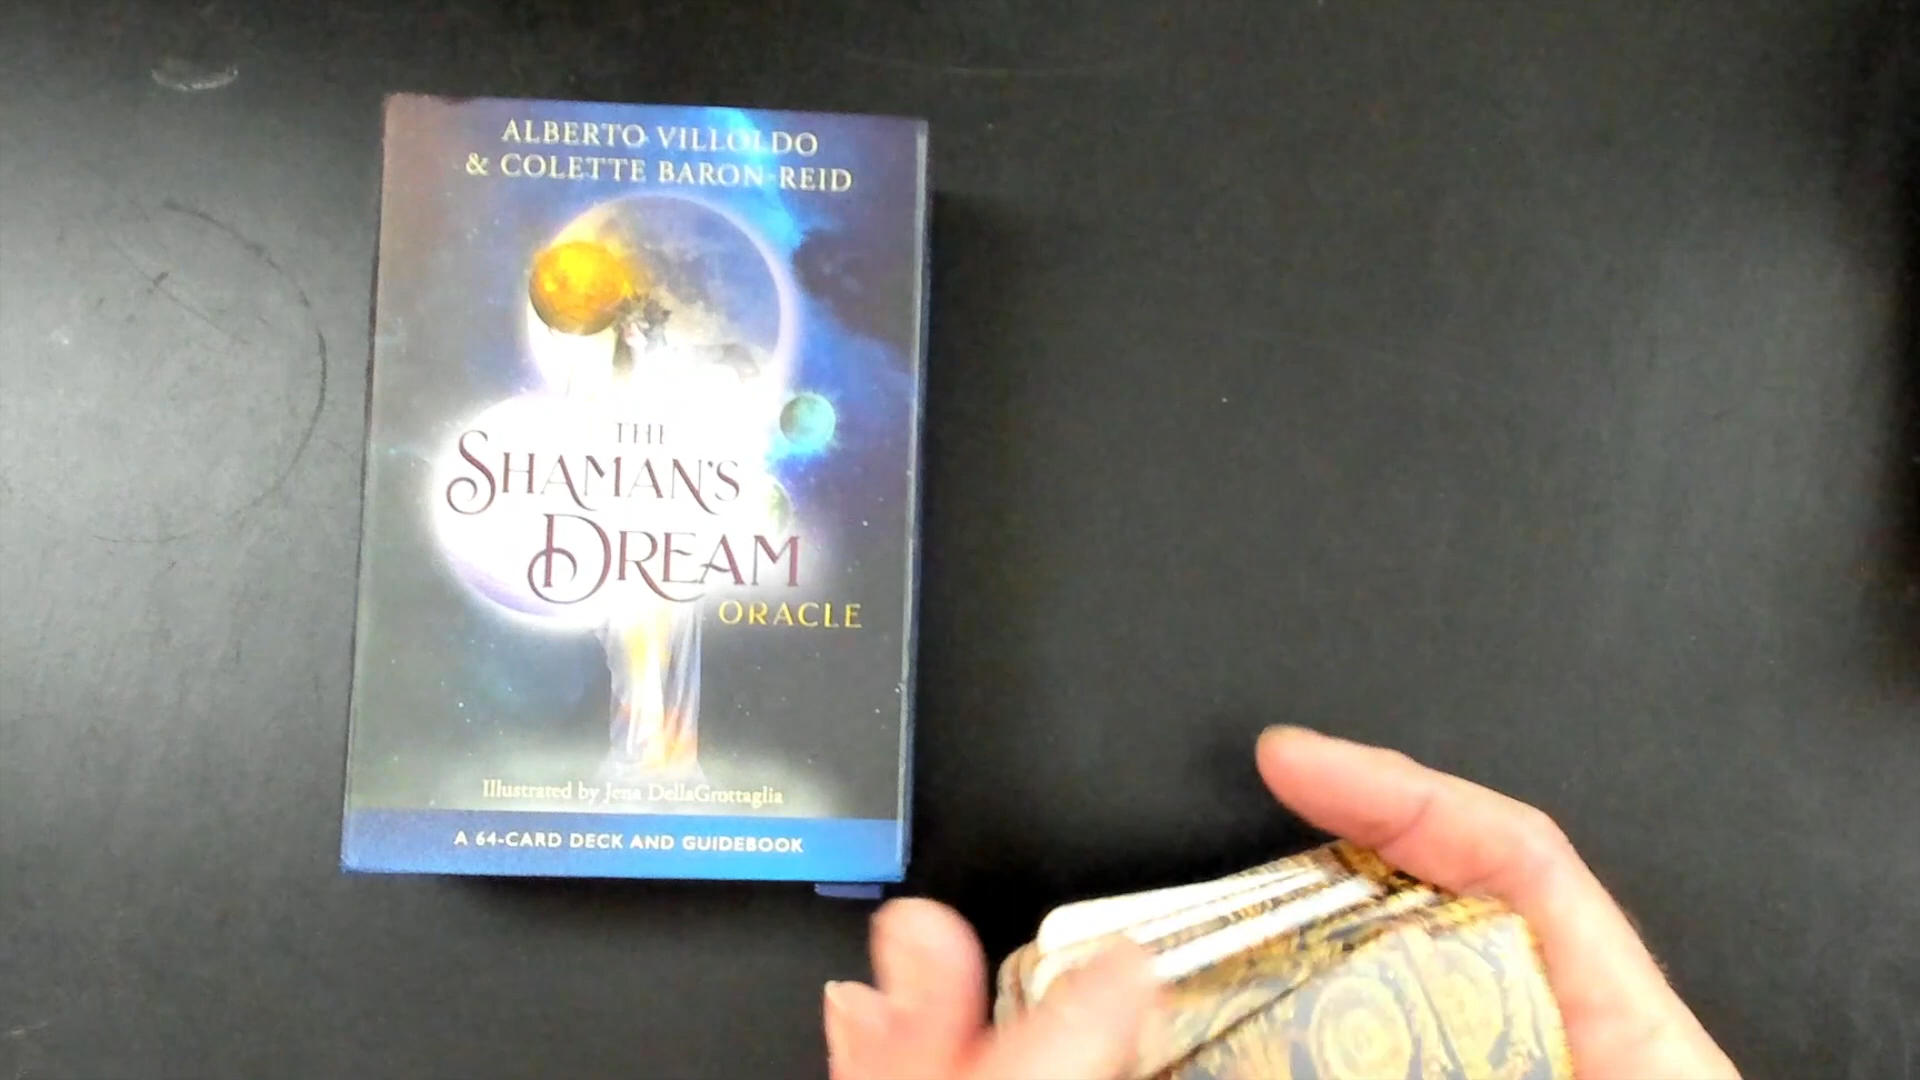 ALBERTO VILLOLDO
& COLETTE BARON-REID
THE
SHAMAN'S
DREAM
ORACLE
Illustrated by Jena DellaGrottaglia
A 64-CARD DECK AND GUIDEBOOK